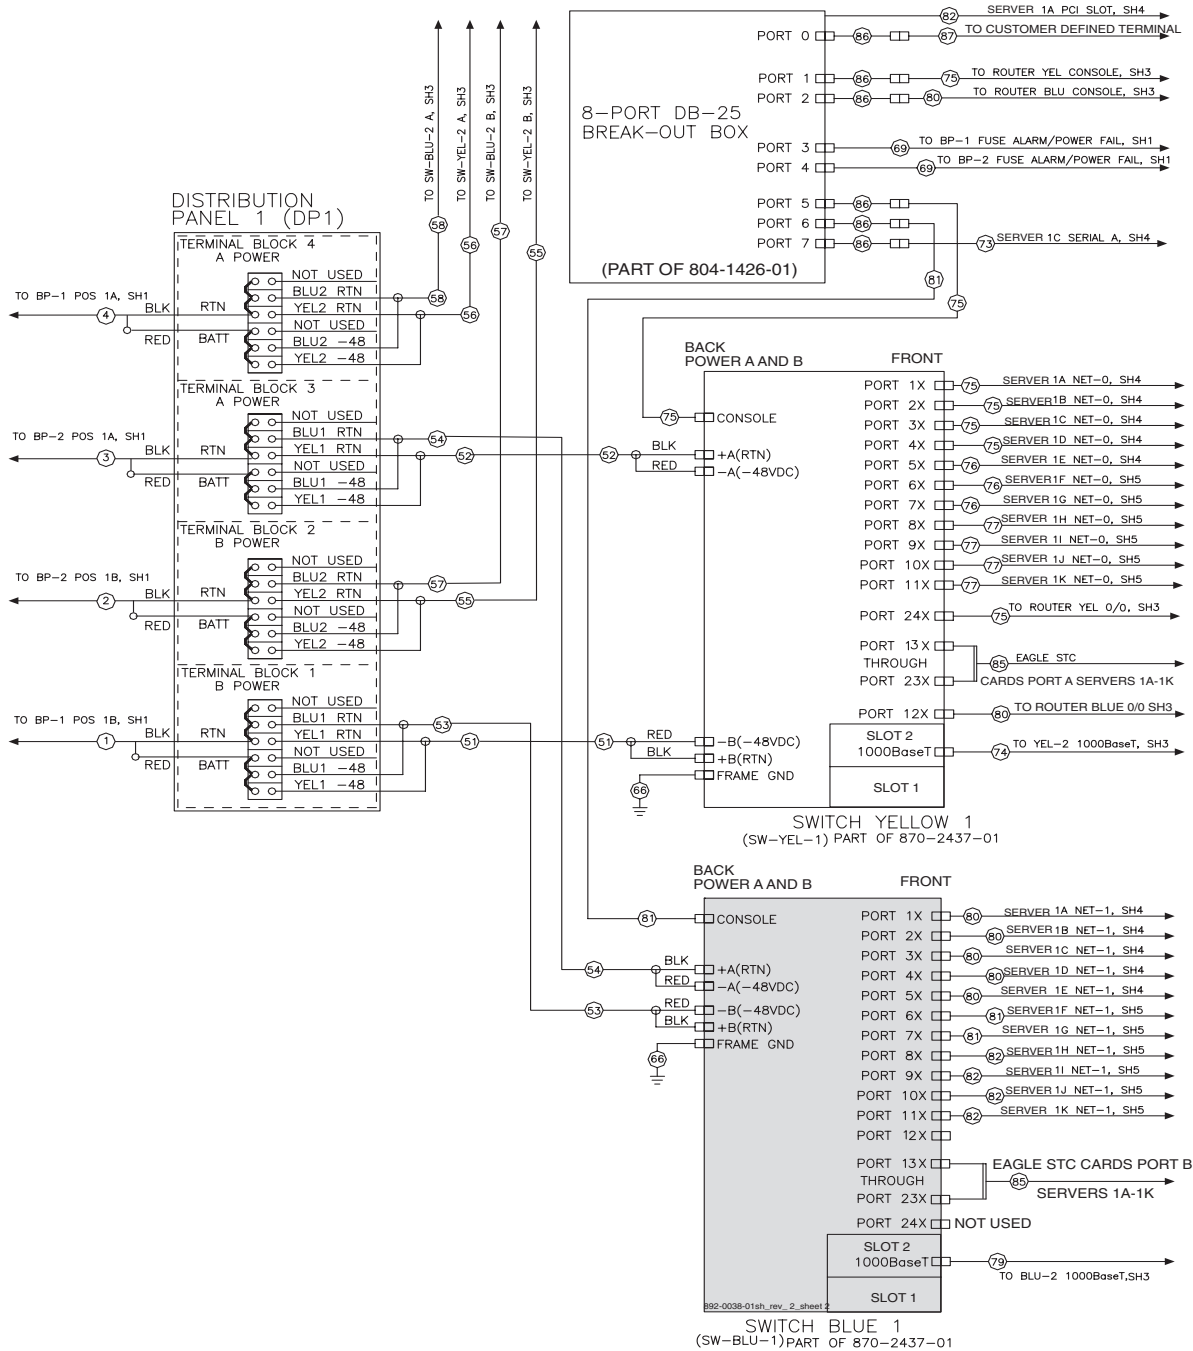 TO SW-BLU-2 A, SH3
TO SW-YEL-2 A, SH3
TO SW-BLU-2 B, SH3
TO SW-YEL-2 B, SH3
58
56
57
55
8-PORT DB-25
BREAK-OUT BOX
(PART OF 804-1426-01)
82 SERVER 1A PCI SLOT, SH4
PORT 0 86 87 TO CUSTOMER DEFINED TERMINAL
PORT 1 86 75 TO ROUTER YEL CONSOLE, SH3
PORT 2 86 80 TO ROUTER BLU CONSOLE, SH3
PORT 3 69 TO BP-1 FUSE ALARM/POWER FAIL, SH1
PORT 4 69 TO BP-2 FUSE ALARM/POWER FAIL, SH1
PORT 5 86
PORT 6 86
PORT 7 86 73 SERVER 1C SERIAL A, SH4
81
75
DISTRIBUTION
PANEL 1 (DP1)
TERMINAL BLOCK 4
A POWER
TO BP-1 POS 1A, SH1
4
BLK RTN
RED BATT
NOT USED
BLU2 RTN 58
YEL2 RTN 56
NOT USED
BLU2 -48
YEL2 -48
TERMINAL BLOCK 3
A POWER
TO BP-2 POS 1A, SH1
3
BLK RTN
RED BATT
NOT USED
BLU1 RTN 54
YEL1 RTN 52
NOT USED
BLU1 -48
YEL1 -48
TERMINAL BLOCK 2
B POWER
TO BP-2 POS 1B, SH1
2
BLK RTN
RED BATT
NOT USED
BLU2 RTN 57
YEL2 RTN 55
NOT USED
BLU2 -48
YEL2 -48
TERMINAL BLOCK 1
B POWER
TO BP-1 POS 1B, SH1
1
BLK RTN
RED BATT
NOT USED
BLU1 RTN 53
YEL1 RTN 51
NOT USED
BLU1 -48
YEL1 -48
BACK
POWER A AND B
FRONT
75 CONSOLE
52 BLK +A(RTN)
RED -A(-48VDC)
51 RED -B(-48VDC)
BLK +B(RTN)
66 FRAME GND
PORT 1X 75 SERVER 1A NET-0, SH4
PORT 2X 75 SERVER 1B NET-0, SH4
PORT 3X 75 SERVER 1C NET-0, SH4
PORT 4X 75 SERVER 1D NET-0, SH4
PORT 5X 76 SERVER 1E NET-0, SH4
PORT 6X 76 SERVER 1F NET-0, SH5
PORT 7X 76 SERVER 1G NET-0, SH5
PORT 8X 77 SERVER 1H NET-0, SH5
PORT 9X 77 SERVER 1I NET-0, SH5
PORT 10X 77 SERVER 1J NET-0, SH5
PORT 11X 77 SERVER 1K NET-0, SH5
PORT 24X 75 TO ROUTER YEL 0/0, SH3
PORT 13X
THROUGH 85 EAGLE STC
PORT 23X CARDS PORT A SERVERS 1A-1K
PORT 12X 80 TO ROUTER BLUE 0/0 SH3
SLOT 2
1000BaseT 74 TO YEL-2 1000BaseT, SH3
SLOT 1
SWITCH YELLOW 1
(SW-YEL-1) PART OF 870-2437-01
BACK
POWER A AND B
FRONT
81 CONSOLE
54 BLK +A(RTN)
RED -A(-48VDC)
53 RED -B(-48VDC)
BLK +B(RTN)
66 FRAME GND
PORT 1X 80 SERVER 1A NET-1, SH4
PORT 2X 80 SERVER 1B NET-1, SH4
PORT 3X 80 SERVER 1C NET-1, SH4
PORT 4X 80 SERVER 1D NET-1, SH4
PORT 5X 80 SERVER 1E NET-1, SH4
PORT 6X 81 SERVER 1F NET-1, SH5
PORT 7X 81 SERVER 1G NET-1, SH5
PORT 8X 82 SERVER 1H NET-1, SH5
PORT 9X 82 SERVER 1I NET-1, SH5
PORT 10X 82 SERVER 1J NET-1, SH5
PORT 11X 82 SERVER 1K NET-1, SH5
PORT 12X
PORT 13X EAGLE STC CARDS PORT B
THROUGH 85
PORT 23X SERVERS 1A-1K
PORT 24X NOT USED
SLOT 2
1000BaseT 79
TO BLU-2 1000BaseT,SH3
SLOT 1
892-0038-01sh_rev_ 2_sheet 2
SWITCH BLUE 1
(SW-BLU-1) PART OF 870-2437-01